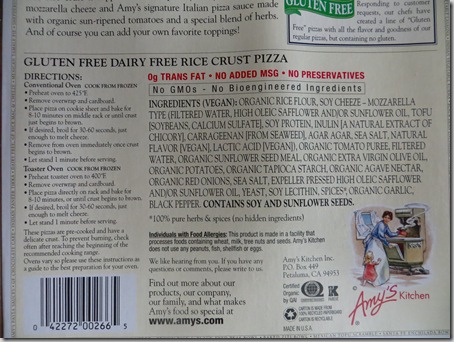 mozzarella cheese and Amy's signature Italian pizza sauce made
with organic sun-ripened tomatoes and a special blend of herbs.
And of course you can add your own favorite toppings!
GLUTEN FREE
Responding to customer
requests, our chefs have
created a line of "Gluten
Free" pizzas with all the flavor and goodness of our
regular pizzas, but containing no gluten.
GLUTEN FREE DAIRY FREE RICE CRUST PIZZA
DIRECTIONS:
Conventional Oven COOK FROM FROZEN
• Preheat oven to 425°F.
• Remove overwrap and cardboard.
• Place pizza on cookie sheet and bake for
8-10 minutes on middle rack or until crust
just begins to brown.
• If desired, broil for 30-60 seconds, just
enough to melt cheese.
• Remove from oven immediately once crust
begins to brown.
• Let stand 1 minute before serving.
Toaster Oven COOK FROM FROZEN
• Preheat toaster oven to 400°F.
• Remove overwrap and cardboard.
• Place pizza directly on rack and bake for
8-10 minutes, or until crust begins to brown.
• If desired, broil for 30-60 seconds, just
enough to melt cheese.
• Let stand 1 minute before serving.
These pizzas are pre-cooked and have a
delicate crust. To prevent burning, check
often after reaching the beginning of the
recommended cooking range.
Ovens vary so please use these instructions as
a guide to the best preparation for your oven.
0g TRANS FAT • NO ADDED MSG • NO PRESERVATIVES
No GMOs - No Bioengineered Ingredients
INGREDIENTS (VEGAN): ORGANIC RICE FLOUR, SOY CHEESE - MOZZARELLA
TYPE (FILTERED WATER, HIGH OLEIC SAFFLOWER AND/OR SUNFLOWER OIL, TOFU
[SOYBEANS, CALCIUM SULFATE], SOY PROTEIN, INULIN [A NATURAL EXTRACT OF
CHICORY], CARRAGEENAN [FROM SEAWEED], AGAR AGAR, SEA SALT, NATURAL
FLAVOR [VEGAN], LACTIC ACID [VEGAN]), ORGANIC TOMATO PUREE, FILTERED
WATER, ORGANIC SUNFLOWER SEED MEAL, ORGANIC EXTRA VIRGIN OLIVE OIL,
ORGANIC POTATOES, ORGANIC TAPIOCA STARCH, ORGANIC AGAVE NECTAR,
ORGANIC RED ONIONS, SEA SALT, EXPELLER PRESSED HIGH OLEIC SAFFLOWER
AND/OR SUNFLOWER OIL, YEAST, SOY LECITHIN, SPICES*, ORGANIC GARLIC,
BLACK PEPPER. CONTAINS SOY AND SUNFLOWER SEEDS.
*100% pure herbs & spices (no hidden ingredients)
Individuals with Food Allergies: This product is made in a facility that
processes foods containing wheat, milk, tree nuts and seeds. Amy's Kitchen
does not use any peanuts, fish, shellfish or eggs.
We like hearing from you. If you have any
questions or comments, please write to us.
Amy's Kitchen Inc.
P.O. Box 449
Petaluma, CA 94953
Find out more about
our products, our company,
our family, and what makes
Amy's food so special at
www.amys.com
Certified
Organic
by QAI
K
CARTON IS MADE FROM
100% RECYCLED PAPERBOARD
CARTON IS RECYCLABLE
MADE IN U.S.A.
Amy's Kitchen
0 42272 00266 5